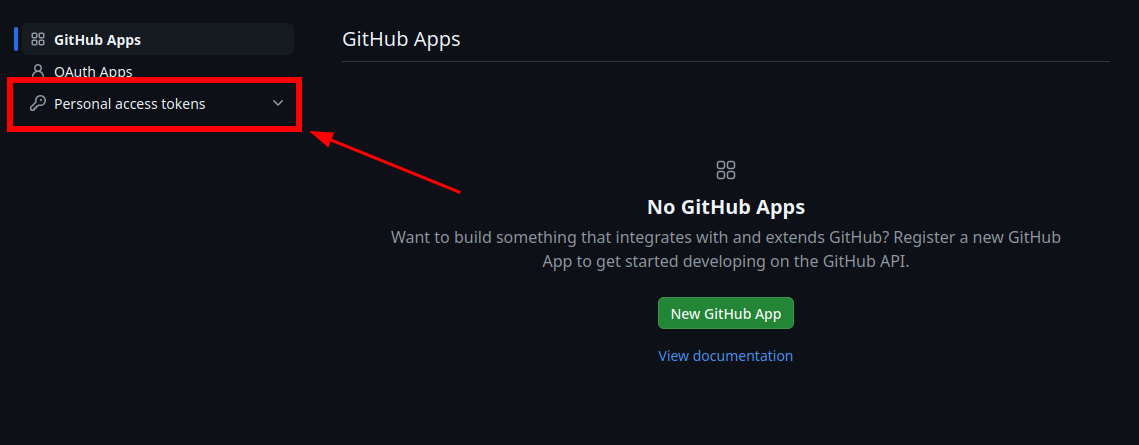 GitHub Apps
OAuth Apps
Personal access tokens
GitHub Apps
No GitHub Apps
Want to build something that integrates with and extends GitHub? Register a new GitHub
App to get started developing on the GitHub API.
New GitHub App
View documentation